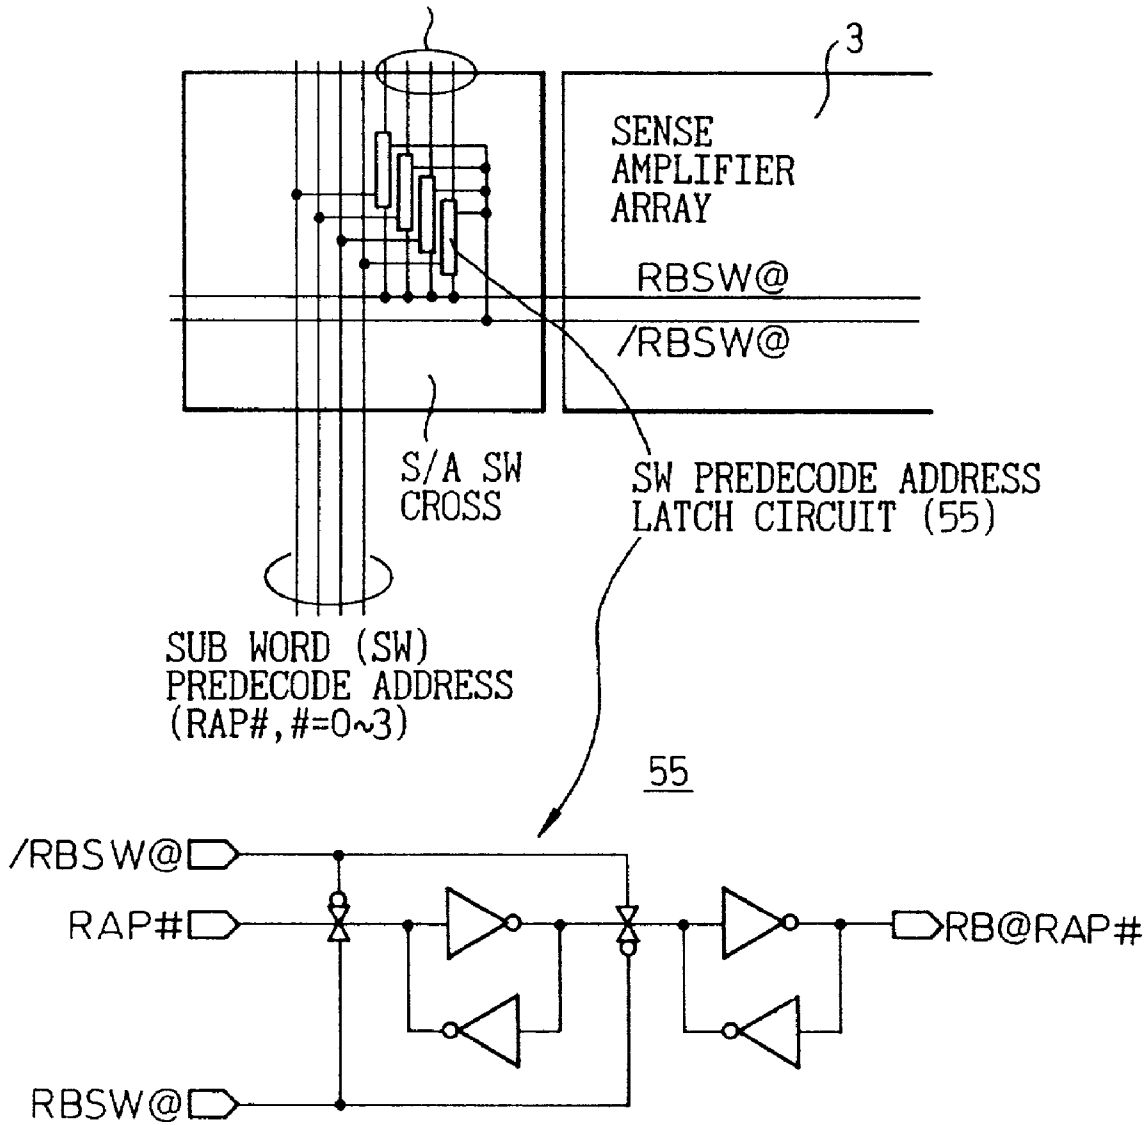 3
SENSE
AMPLIFIER
ARRAY
RBSW@
/RBSW@
S/A SW
CROSS
SW PREDECODE ADDRESS
LATCH CIRCUIT (55)
SUB WORD (SW)
PREDECODE ADDRESS
(RAP#,#=0~3)
55
/RBSW@
RAP#
RB@RAP#
RBSW@